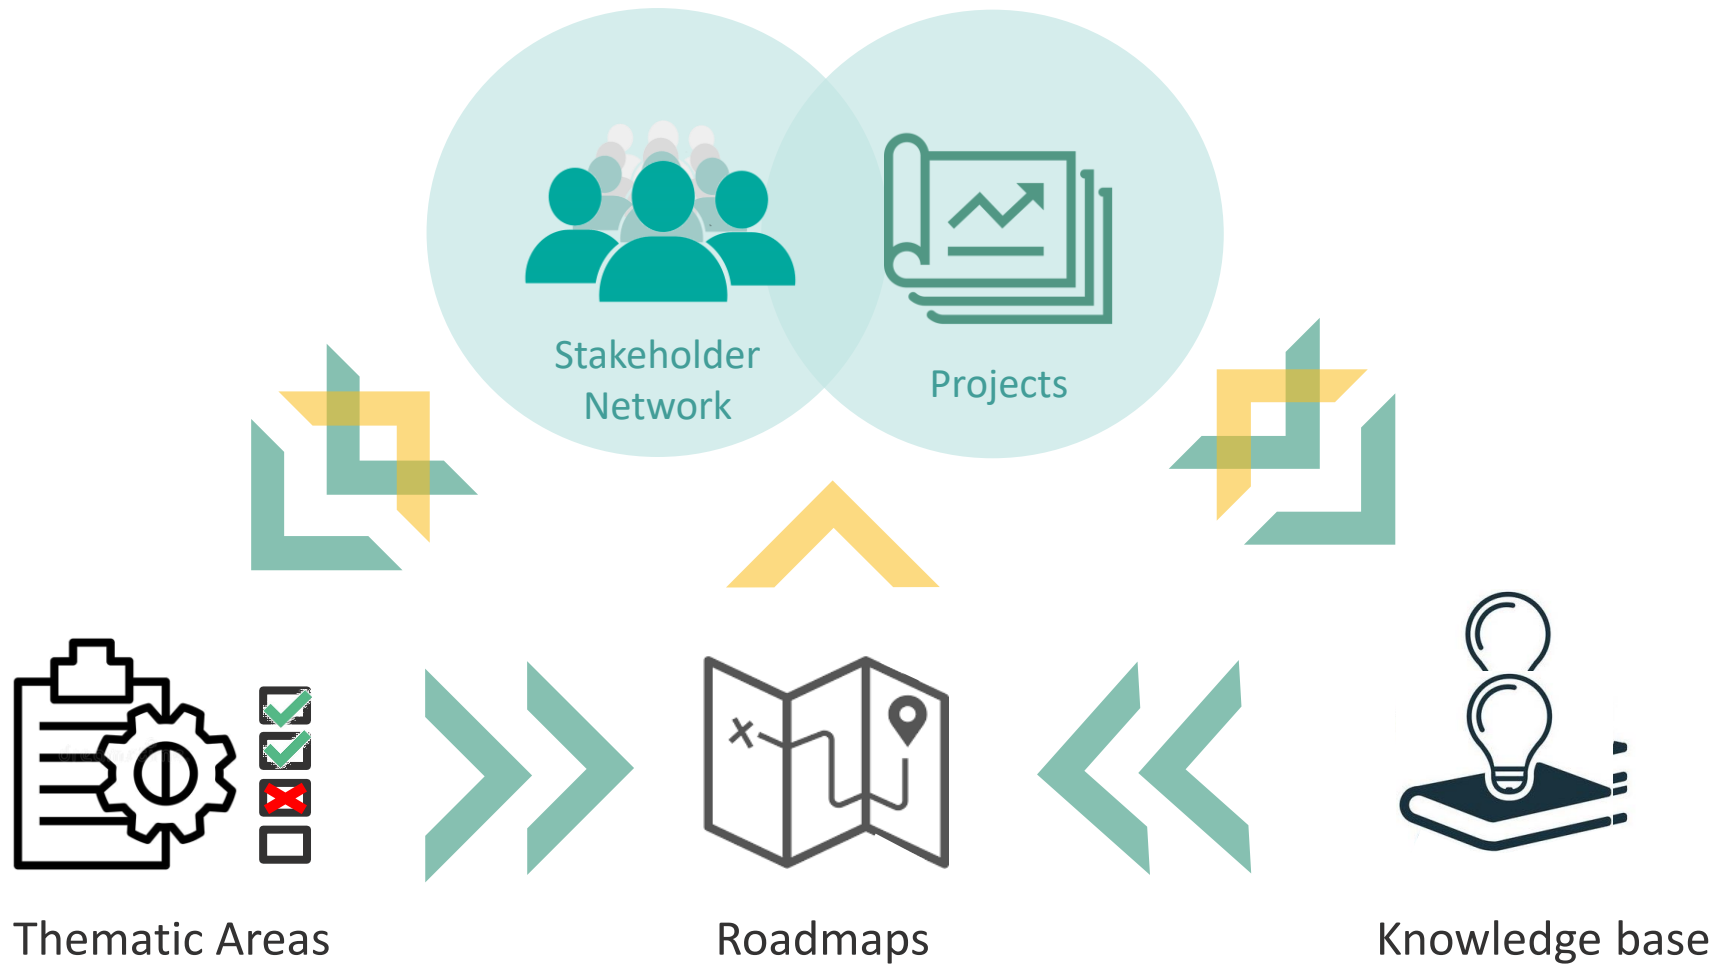 Stakeholder
Network
Projects
Thematic Areas
Roadmaps
Knowledge base